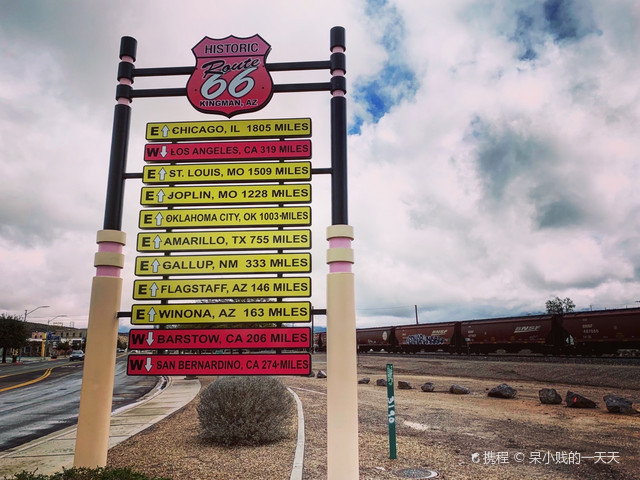 HISTORIC
Route
66
KINGMAN, AZ
E CHICAGO, IL 1805 MILES
W LOS ANGELES, CA 319 MILES
E ST. LOUIS, MO 1509 MILES
E JOPLIN, MO 1228 MILES
E OKLAHOMA CITY, OK 1003 MILES
E AMARILLO, TX 755 MILES
E GALLUP, NM 333 MILES
E FLAGSTAFF, AZ 146 MILES
E WINONA, AZ 163 MILES
W BARSTOW, CA 206 MILES
W SAN BERNARDINO, CA 274 MILES
BNSF
携程 © 呆小贱的一天天